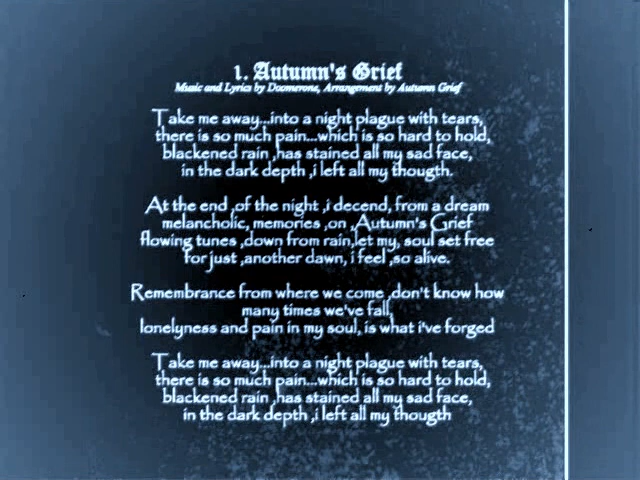 1. Autumn's Grief
Music and Lyrics by Doomerona, Arrangement by Autumn Grief
Take me away...into a night plague with tears,
there is so much pain...which is so hard to hold,
blackened rain ,has stained all my sad face,
in the dark depth ,i left all my thougth.
At the end ,of the night ,i decend, from a dream
melancholic, memories ,on ,Autumn's Grief
flowing tunes ,down from rain,let my, soul set free
for just ,another dawn, i feel ,so alive.
Remembrance from where we come ,don't know how
many times we've fall,
lonelyness and pain in my soul, is what i've forged
Take me away...into a night plague with tears,
there is so much pain...which is so hard to hold,
blackened rain ,has stained all my sad face,
in the dark depth ,i left all my thougth